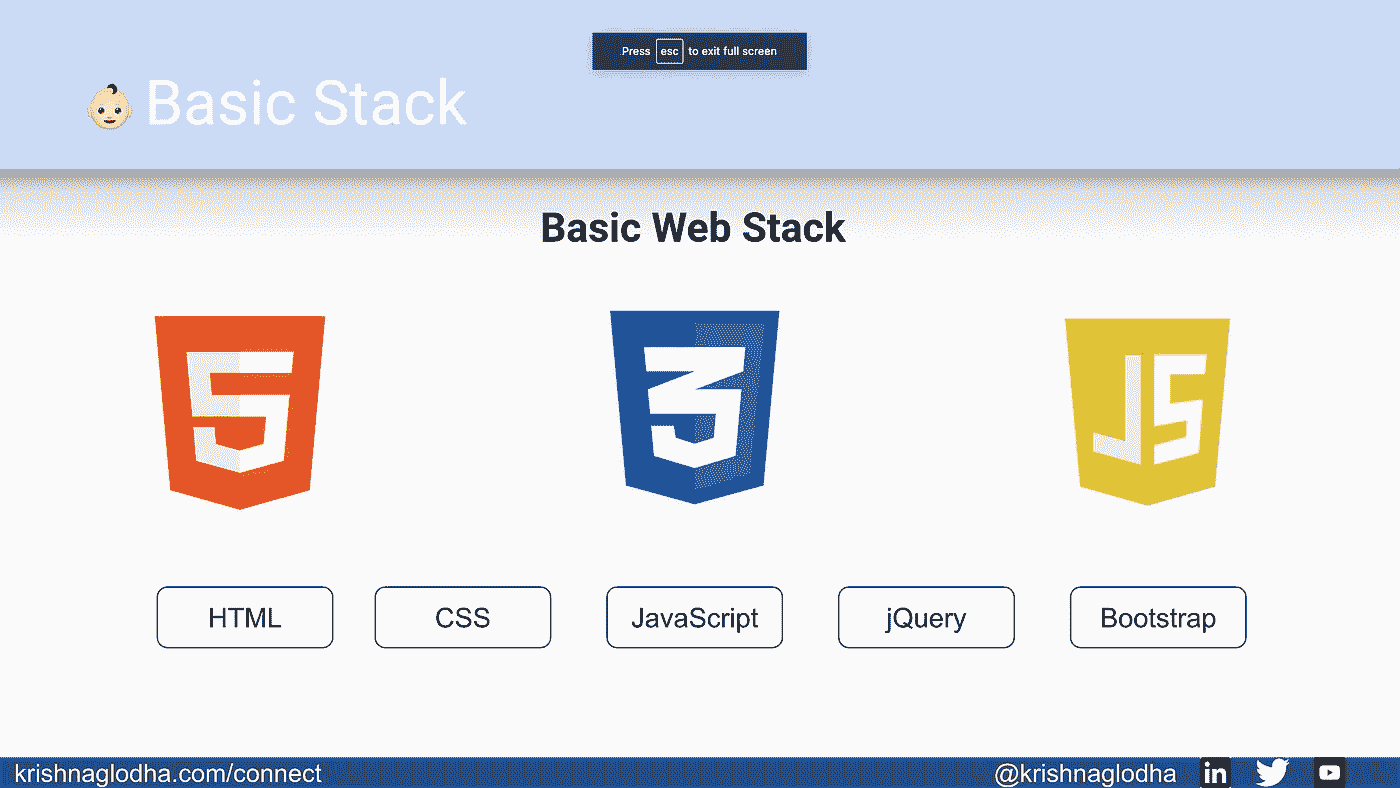 Press esc to exit full screen
Basic Stack
Basic Web Stack
5
3
JS
HTML
CSS
JavaScript
jQuery
Bootstrap
krishnaglodha.com/connect
@krishnaglodha
in